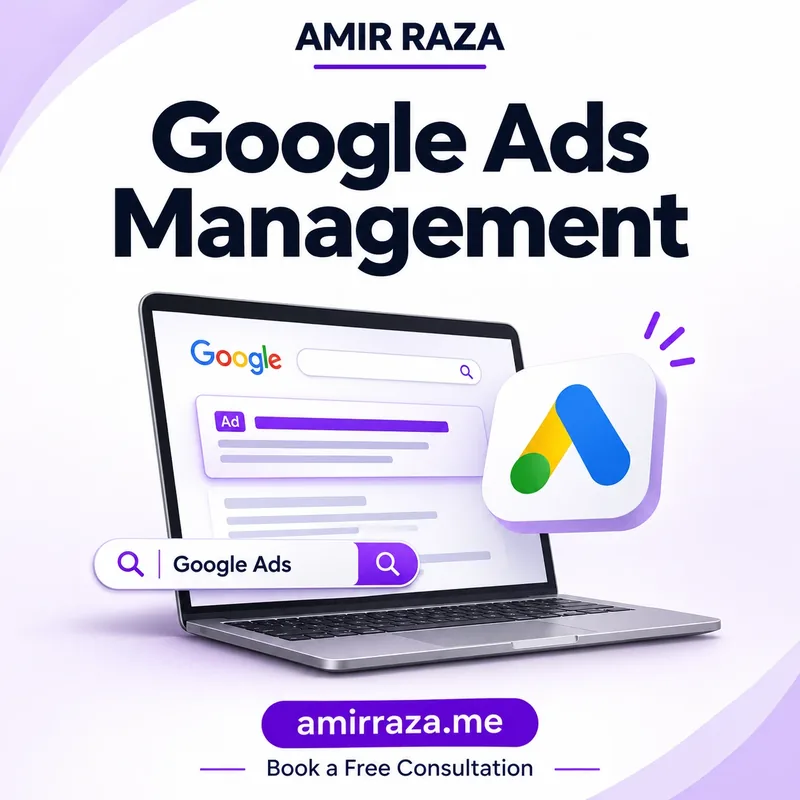 AMIR RAZA
Google Ads
Management
Google
Ad
Google Ads
amirraza.me
Book a Free Consultation